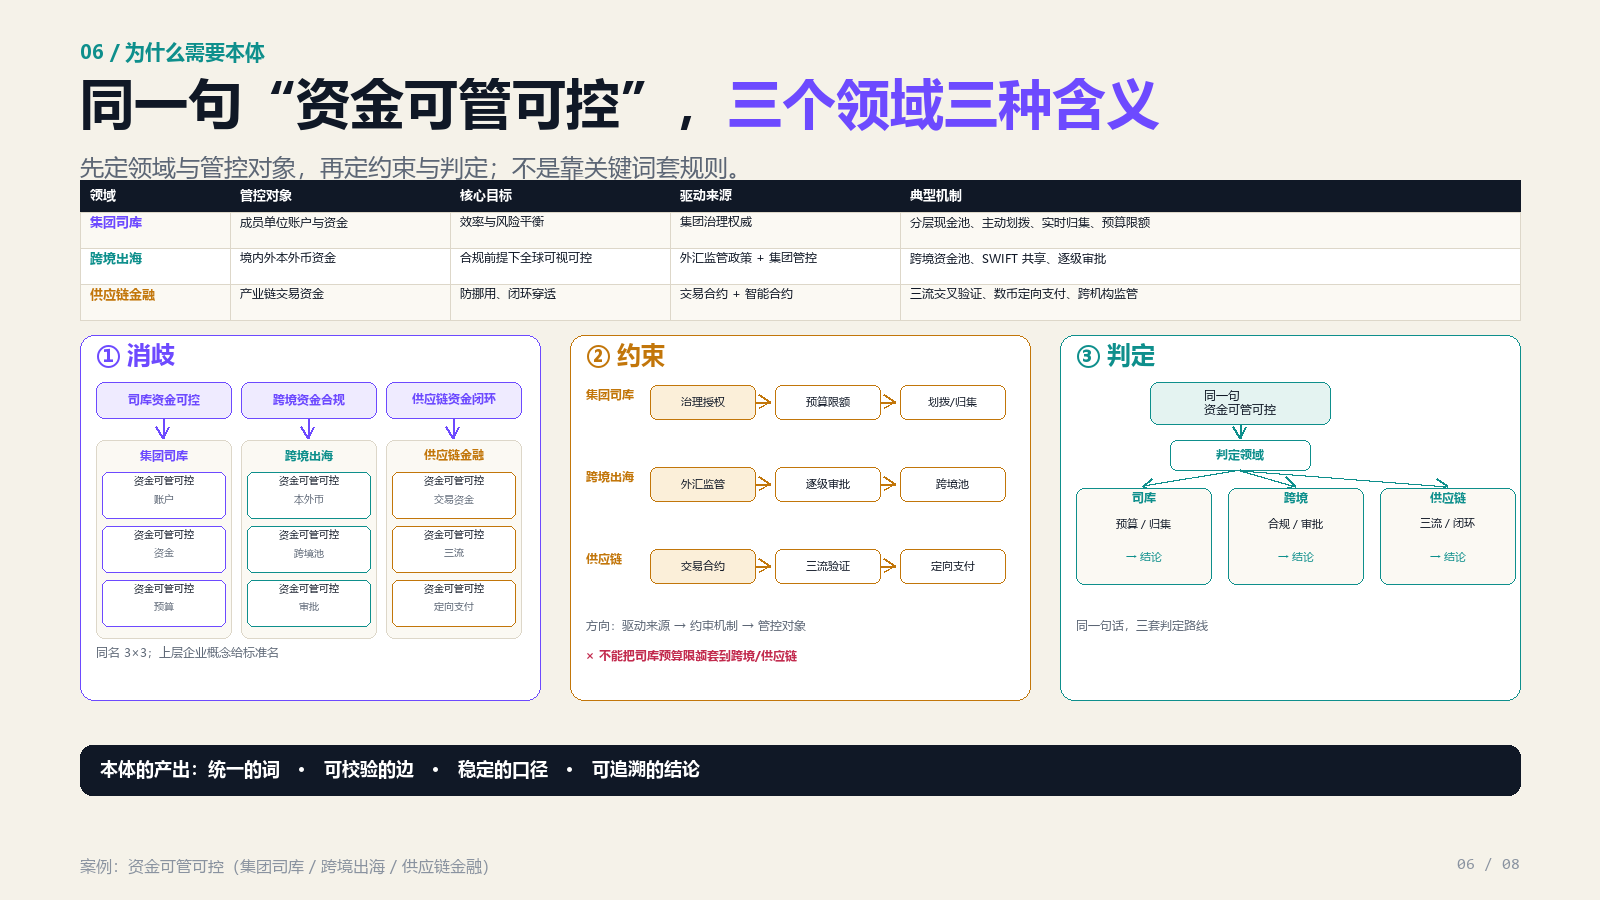 06 / 为什么需要本体
同一句“资金可管可控”，三个领域三种含义
先定领域与管控对象，再定约束与判定；不是靠关键词套规则。
领域 管控对象 核心目标 驱动来源 典型机制
集团司库 成员单位账户与资金 效率与风险平衡 集团治理权威 分层现金池、主动划拨、实时归集、预算限额
跨境出海 境内外本外币资金 合规前提下全球可视可控 外汇监管政策 + 集团管控 跨境资金池、SWIFT 共享、逐级审批
供应链金融 产业链交易资金 防挪用、闭环穿透 交易合约 + 智能合约 三流交叉验证、数币定向支付、跨机构监管
① 消歧
司库资金可控 跨境资金合规 供应链资金闭环
集团司库 跨境出海 供应链金融
资金可管可控 资金可管可控 资金可管可控
账户 本外币 交易资金
资金可管可控 资金可管可控 资金可管可控
资金 跨境池 三流
资金可管可控 资金可管可控 资金可管可控
预算 审批 定向支付
同名 3×3；上层企业概念给标准名
② 约束
集团司库 治理授权 预算限额 划拨/归集
跨境出海 外汇监管 逐级审批 跨境池
供应链 交易合约 三流验证 定向支付
方向：驱动来源 → 约束机制 → 管控对象
× 不能把司库预算限额套到跨境/供应链
③ 判定
同一句
资金可管可控
判定领域
司库 跨境 供应链
预算 / 归集 合规 / 审批 三流 / 闭环
→ 结论 → 结论 → 结论
同一句话，三套判定路线
本体的产出：统一的词 • 可校验的边 • 稳定的口径 • 可追溯的结论
案例：资金可管可控（集团司库 / 跨境出海 / 供应链金融）
06 / 08